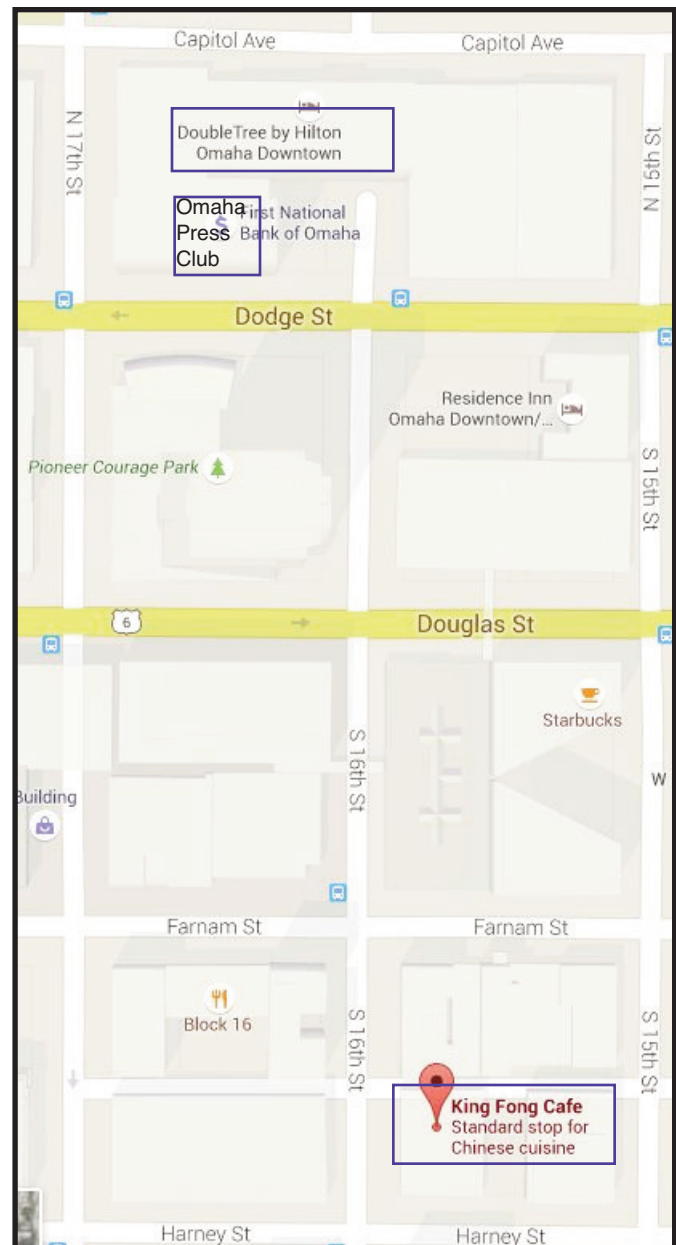 Capitol Ave
Capitol Ave
N 17th St
DoubleTree by Hilton
Omaha Downtown
N 15th St
Omaha
Press
Club
First National
Bank of Omaha
$
Dodge St
Residence Inn
Omaha Downtown/...
Pioneer Courage Park
S 15th St
6
Douglas St
Starbucks
S 16th St
W
Building
Farnam St
Farnam St
Block 16
S 16th St
S 15th St
King Fong Cafe
Standard stop for
Chinese cuisine
Harney St
Harney St